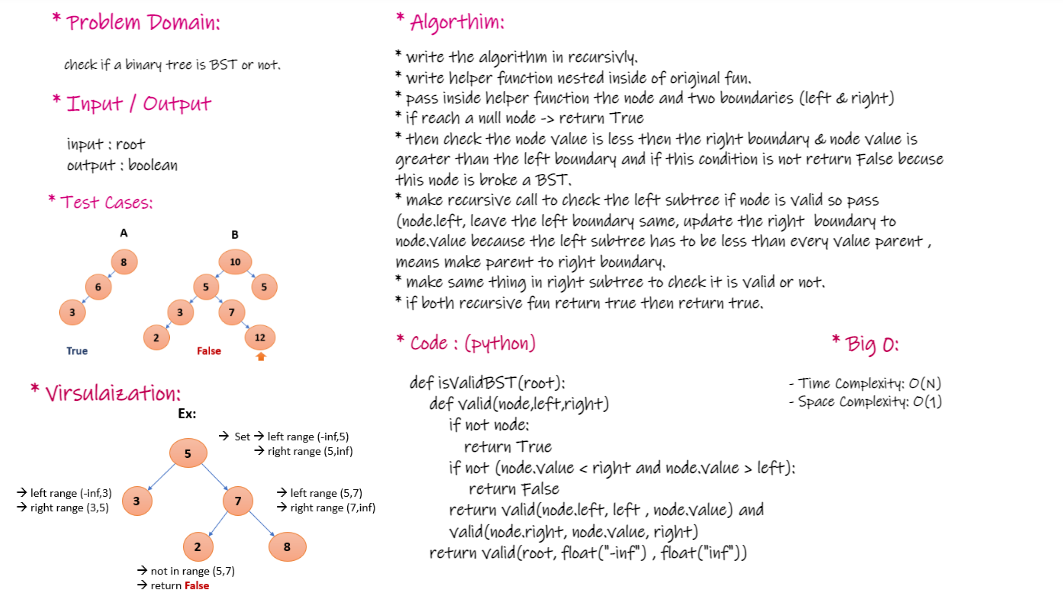 * Problem Domain:
check if a binary tree is BST or not.
* Input / Output
input : root
output : boolean
* Test Cases:
A
8
6
3
True
B
10
5
5
3
7
2
12
False
* Virsulaization:
Ex:
5
→ Set → left range (-inf,5)
→ right range (5,inf)
→ left range (-inf,3)
→ right range (3,5)
3
7
→ left range (5,7)
→ right range (7,inf)
2
8
→ not in range (5,7)
→ return False
* Algorthim:
* write the algorithm in recursivly.
* write helper function nested inside of original fun.
* pass inside helper function the node and two boundaries (left & right)
* if reach a null node -> return True
* then check the node value is less then the right boundary & node value is
greater than the left boundary and if this condition is not return False becuse
this node is broke a BST.
* make recursive call to check the left subtree if node is valid so pass
(node.left, leave the left boundary same, update the right boundary to
node.value because the left subtree has to be less than every value parent ,
means make parent to right boundary.
* make same thing in right subtree to check it is valid or not.
* if both recursive fun return true then return true.
* Code : (python)
def isValidBST(root):
def valid(node,left,right)
if not node:
return True
if not (node.value < right and node.value > left):
return False
return valid(node.left, left , node.value) and
valid(node.right, node.value, right)
return valid(root, float("-inf") , float("inf"))
* Big O:
- Time Complexity: O(N)
- Space Complexity: O(1)